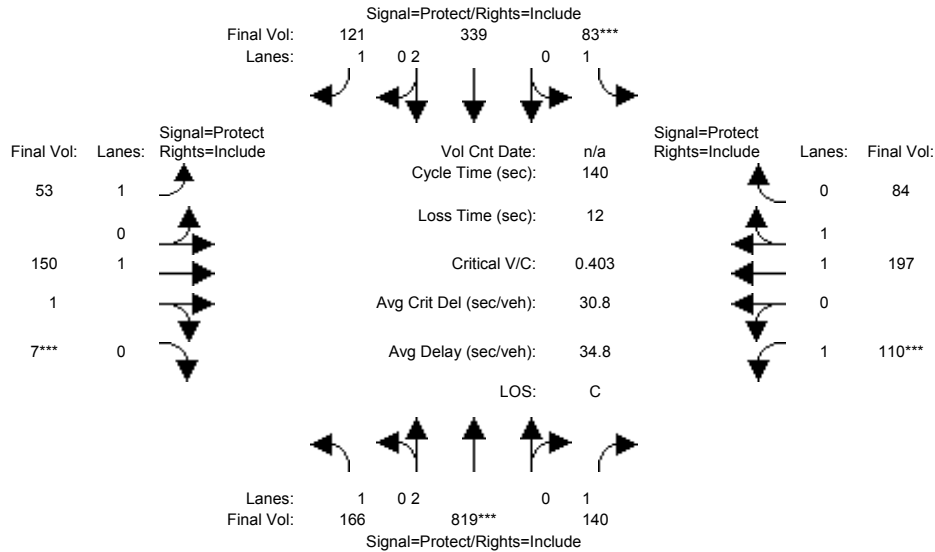 Signal=Protect/Rights=Include
Final Vol: 121 339 83***
Lanes: 1 0 2 0 1
Signal=Protect Signal=Protect
Final Vol: Lanes: Rights=Include Vol Cnt Date: n/a Rights=Include Lanes: Final Vol:
Cycle Time (sec): 140
53 1 0 84
Loss Time (sec): 12
0 1
150 1 Critical V/C: 0.403 1 197
1 Avg Crit Del (sec/veh): 30.8 0
7*** 0 Avg Delay (sec/veh): 34.8 1 110***
LOS: C
Lanes: 1 0 2 0 1
Final Vol: 166 819*** 140
Signal=Protect/Rights=Include